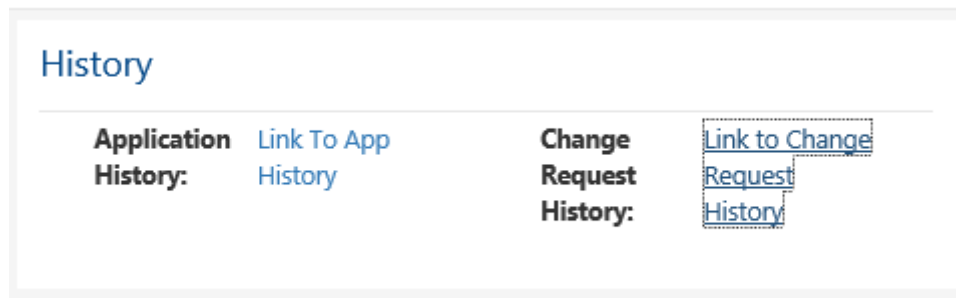 History
Application Link To App Change Link to Change
History: History Request Request
History: History